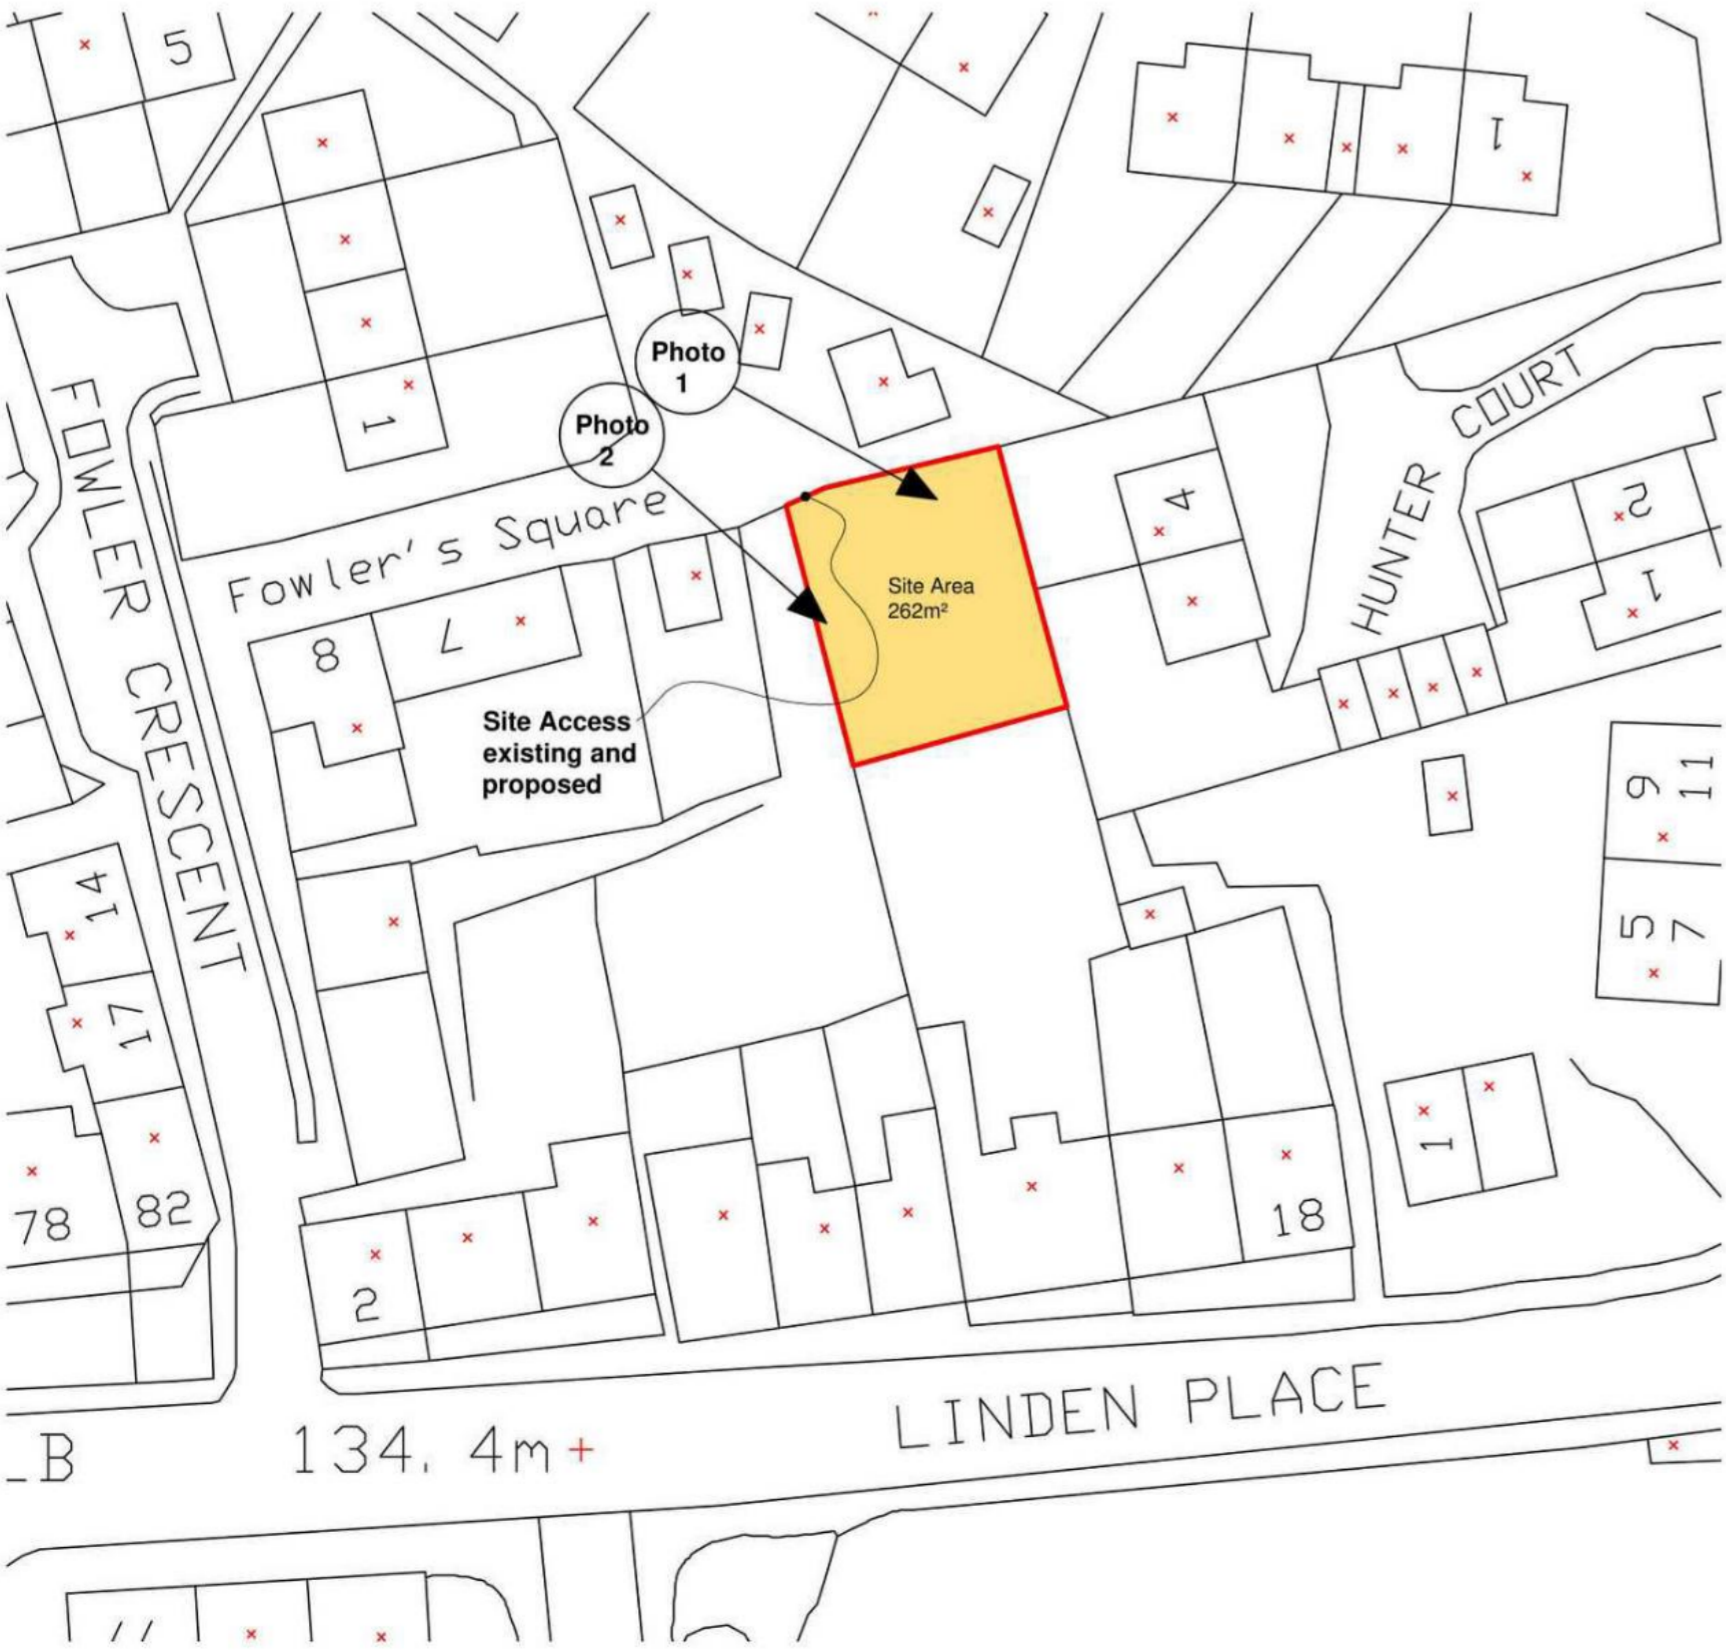 5
1
Photo
1
Photo
2
1
COURT
HUNTER
4
2
1
FOWLER CRESCENT
Fowler's Square
8
7
Site Area
262m²
Site Access
existing and
proposed
9
11
5
7
14
17
78
82
2
18
1
LINDEN PLACE
134. 4m
B